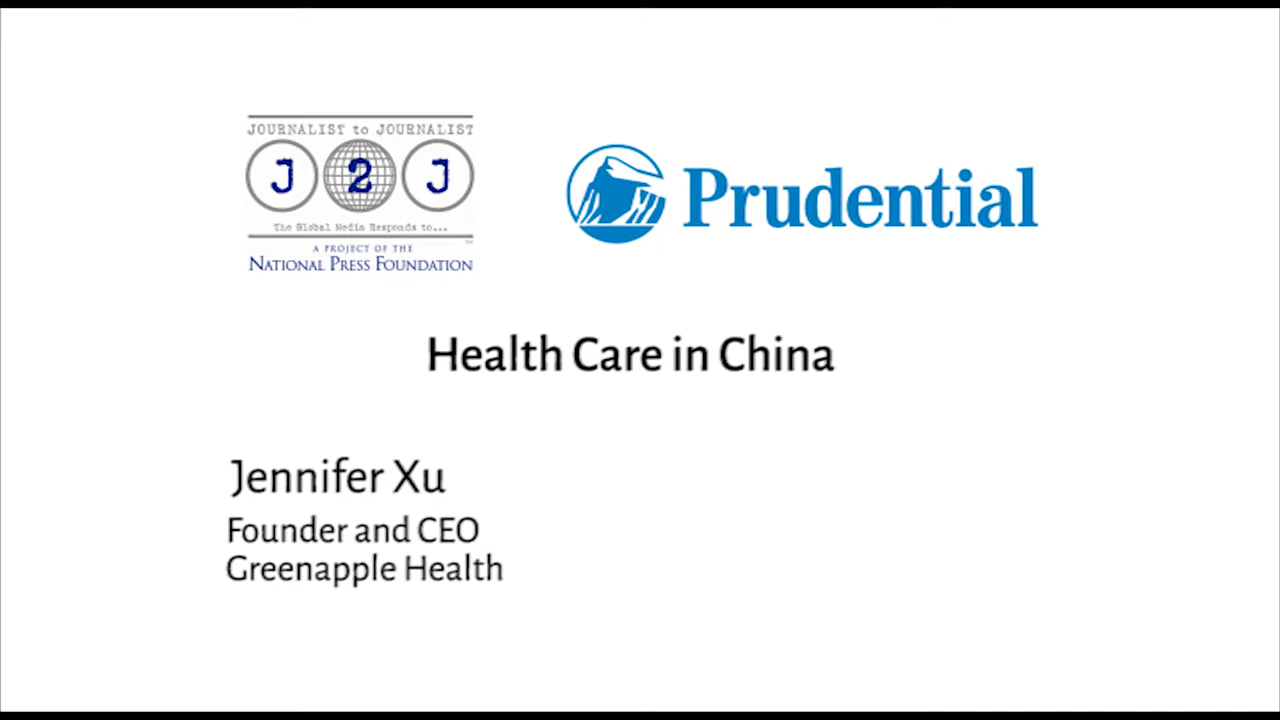 JOURNALIST to JOURNALIST
J 2 J
The Global Media Responds to...
TM
A PROJECT OF THE
NATIONAL PRESS FOUNDATION
Prudential
Health Care in China
Jennifer Xu
Founder and CEO
Greenapple Health